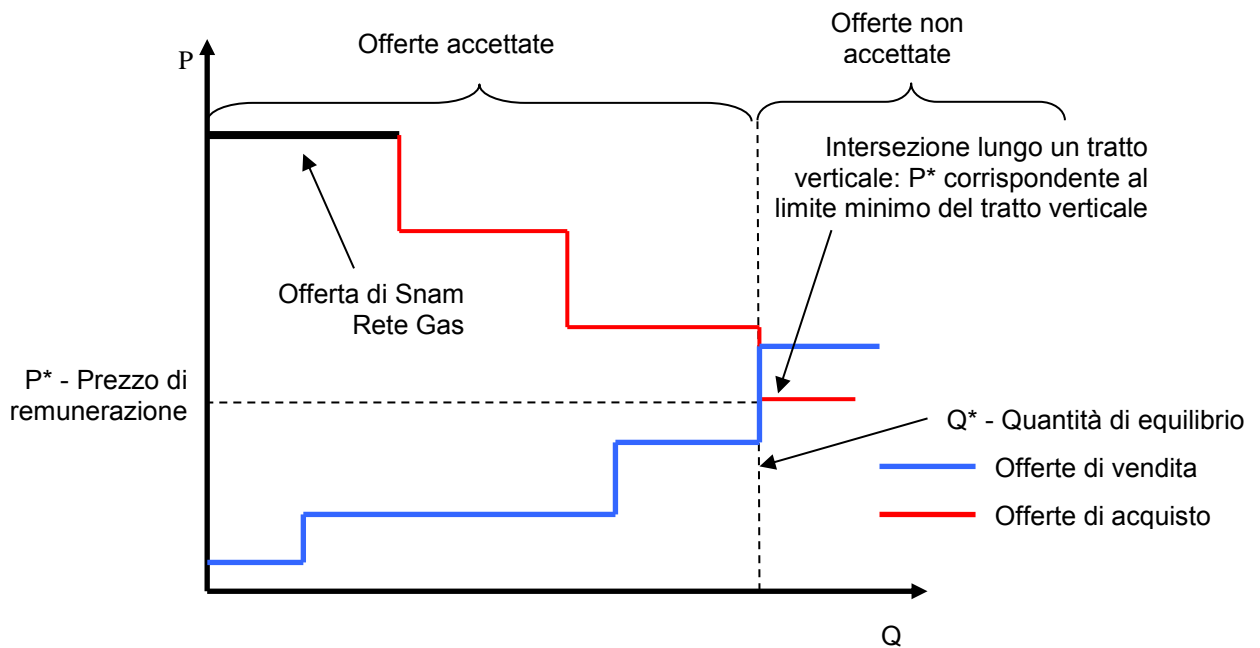 Offerte accettate
Offerte non
accettate
P
Intersezione lungo un tratto
verticale: P* corrispondente al
limite minimo del tratto verticale
Offerta di Snam
Rete Gas
P* - Prezzo di
remunerazione
Q* - Quantità di equilibrio
Offerte di vendita
Offerte di acquisto
Q